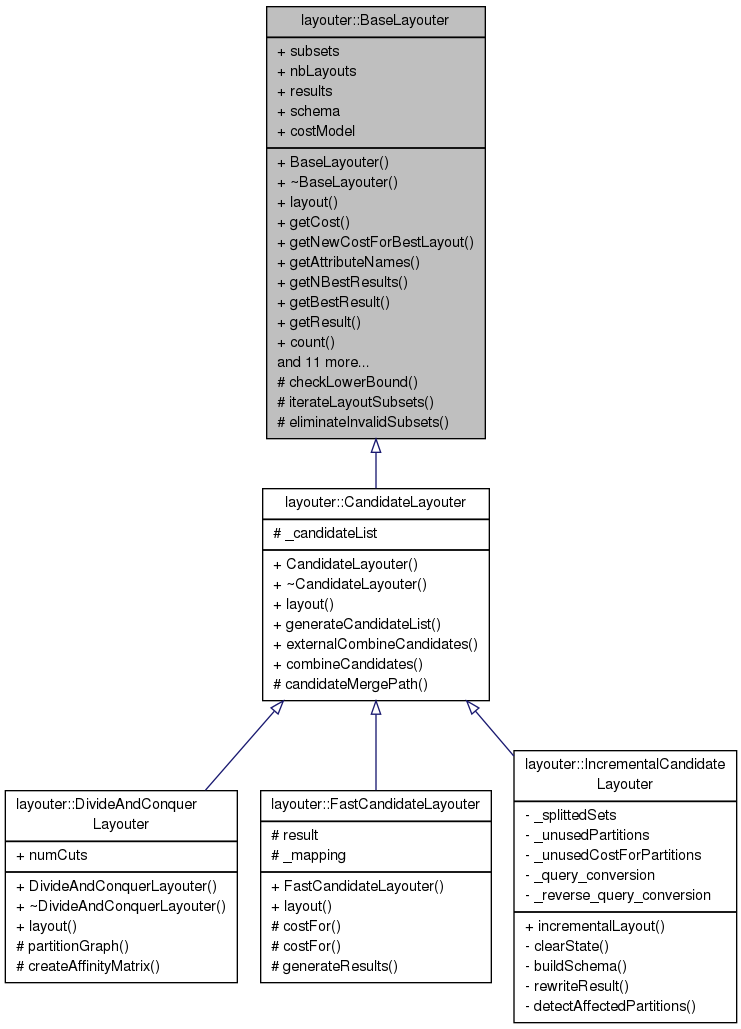 layouter::BaseLayouter
+ subsets
+ nbLayouts
+ results
+ schema
+ costModel
+ BaseLayouter()
+ ~BaseLayouter()
+ layout()
+ getCost()
+ getNewCostForBestLayout()
+ getAttributeNames()
+ getNBestResults()
+ getBestResult()
+ getResult()
+ count()
and 11 more...
# checkLowerBound()
# iterateLayoutSubsets()
# eliminateInvalidSubsets()
layouter::CandidateLayouter
# _candidateList
+ CandidateLayouter()
+ ~CandidateLayouter()
+ layout()
+ generateCandidateList()
+ externalCombineCandidates()
+ combineCandidates()
# candidateMergePath()
layouter::DivideAndConquer
Layouter
+ numCuts
+ DivideAndConquerLayouter()
+ ~DivideAndConquerLayouter()
+ layout()
# partitionGraph()
# createAffinityMatrix()
layouter::FastCandidateLayouter
# result
# _mapping
+ FastCandidateLayouter()
+ layout()
# costFor()
# costFor()
# generateResults()
layouter::IncrementalCandidate
Layouter
- _splittedSets
- _unusedPartitions
- _unusedCostForPartitions
- _query_conversion
- _reverse_query_conversion
+ incrementalLayout()
- clearState()
- buildSchema()
- rewriteResult()
- detectAffectedPartitions()